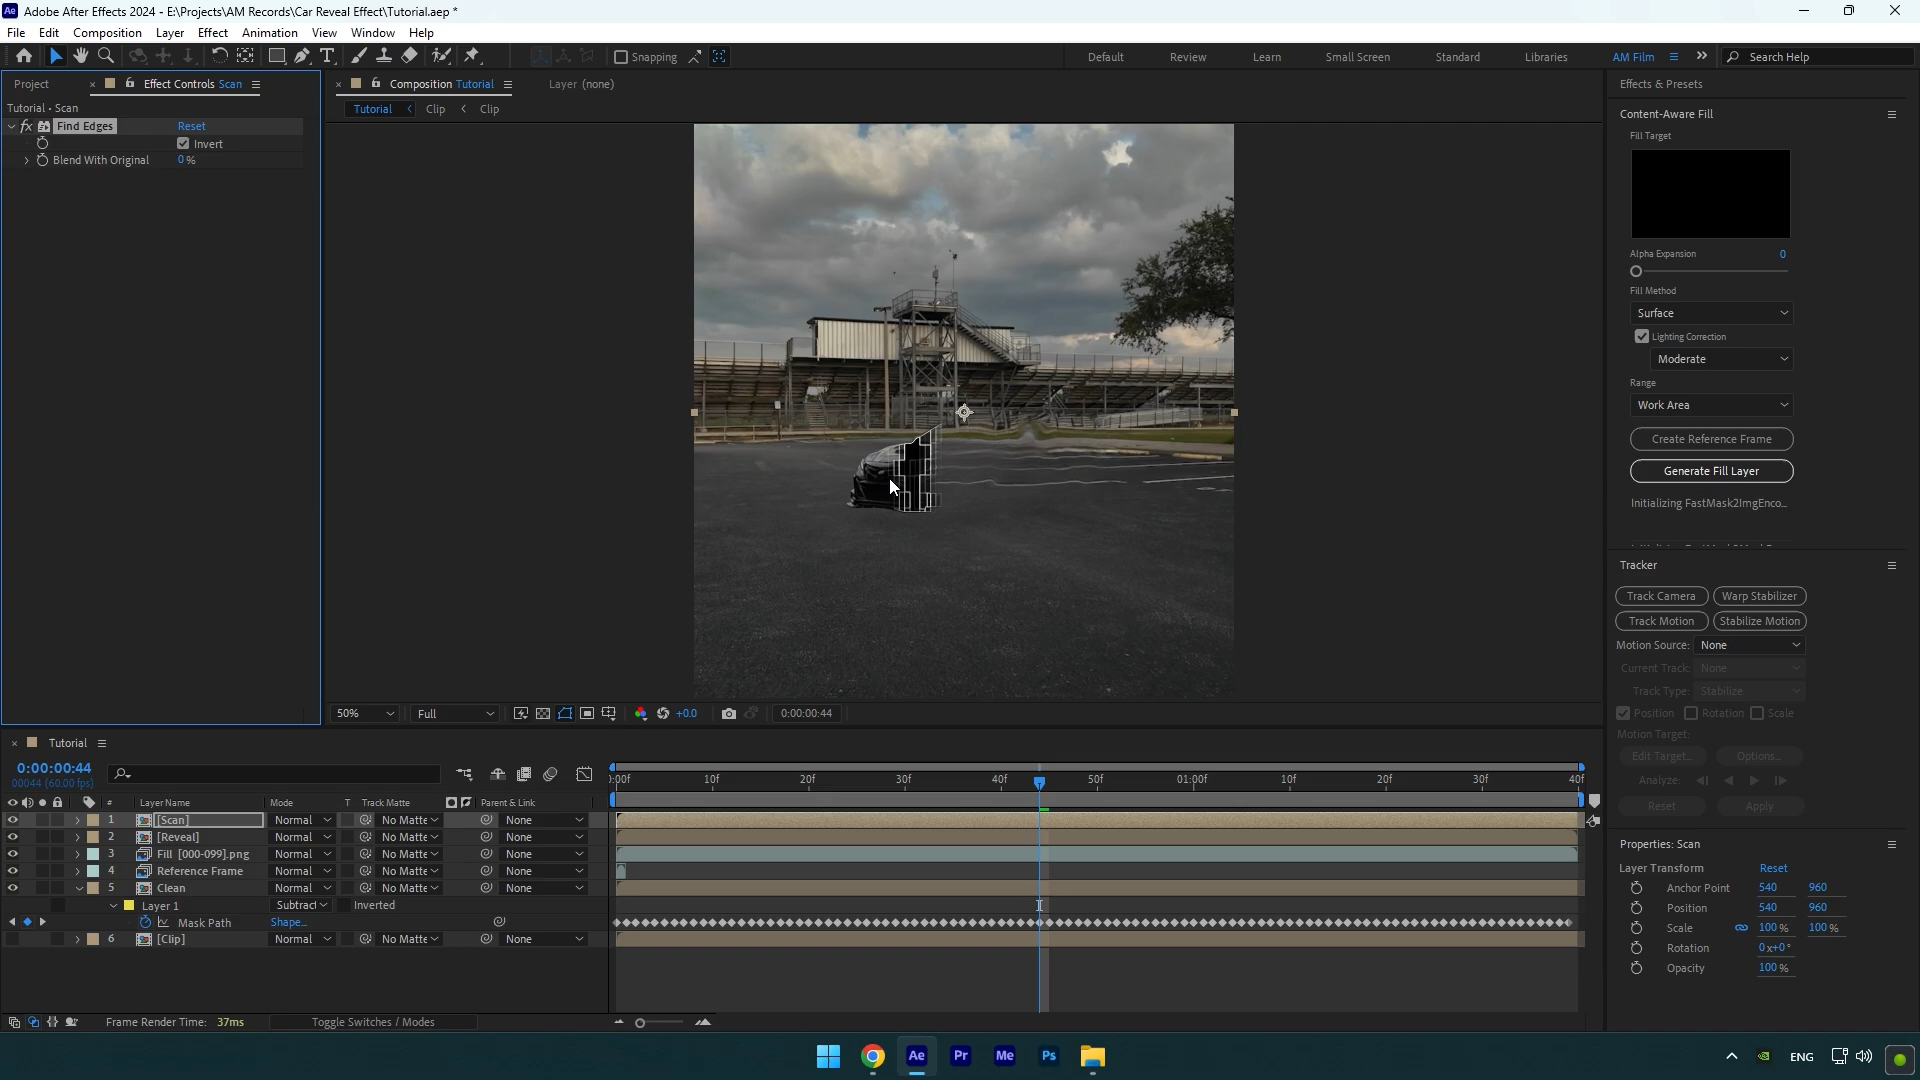 Adobe After Effects 2024 - E:\Projects\AM Records\Car Reveal Effect\Tutorial.aep *
File Edit Composition Layer Effect Animation View Window Help
Snapping Default Review Learn Small Screen Standard Libraries AM Film Search Help
Project Effect Controls Scan
Composition Tutorial Layer (none)
Effects & Presets
Tutorial • Scan
Tutorial Clip Clip
Content-Aware Fill
fx Find Edges Reset
Invert
Blend With Original 0 %
Fill Target
Alpha Expansion 0
Fill Method
Surface
Lighting Correction
Moderate
Range
Work Area
Create Reference Frame
Generate Fill Layer
Initializing FastMask2ImgEnco...
Tracker
Track Camera Warp Stabilizer
Track Motion Stabilize Motion
Motion Source: None
Current Track: None
Track Type: Stabilize
Position Rotation Scale
Motion Target:
Edit Target... Options...
Analyze:
Reset Apply
50% Full +0.0 0:00:00:44
Tutorial
0:00:00:44
00044 (60.00 fps)
):00f 10f 20f 30f 40f 50f 01:00f 10f 20f 30f 40f
# Layer Name Mode T Track Matte Parent & Link
1 [Scan] Normal No Matte None
2 [Reveal] Normal No Matte None
3 Fill [000-099].png Normal No Matte None
4 Reference Frame Normal No Matte None
5 Clean Normal No Matte None
Layer 1 Subtract Inverted
Mask Path Shape...
6 [Clip] Normal No Matte None
Properties: Scan
Layer Transform Reset
Anchor Point 540 960
Position 540 960
Scale 100 % 100 %
Rotation 0x+0°
Opacity 100 %
Frame Render Time: 37ms Toggle Switches / Modes
Ae Pr Me Ps ENG